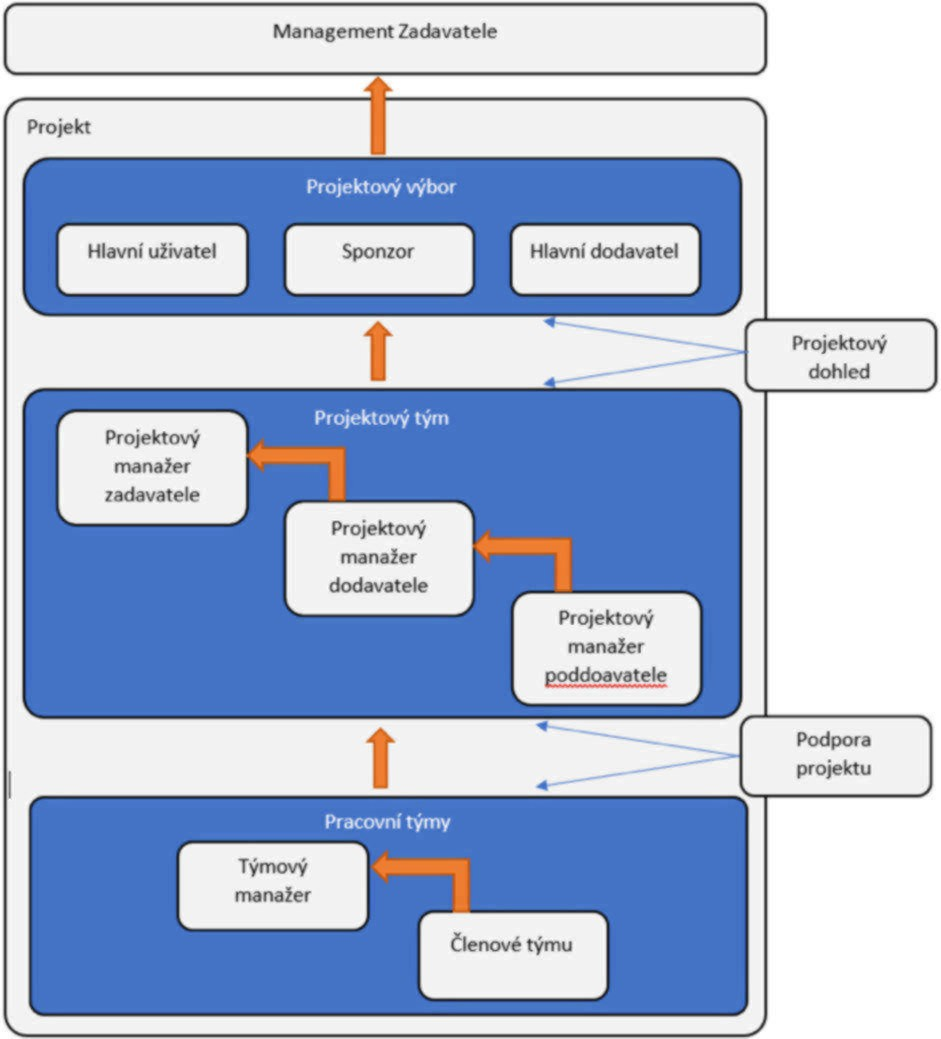 Management Zadavatele
Projekt
Projektový výbor
Hlavní uživatel
Sponzor
Hlavní dodavatel
Projektový
dohled
Projektový tým
Projektový
manažer
zadavatele
Projektový
manažer
dodavatele
Projektový
manažer
poddoavatele
Podpora
projektu
Pracovní týmy
Týmový
manažer
Členové týmu